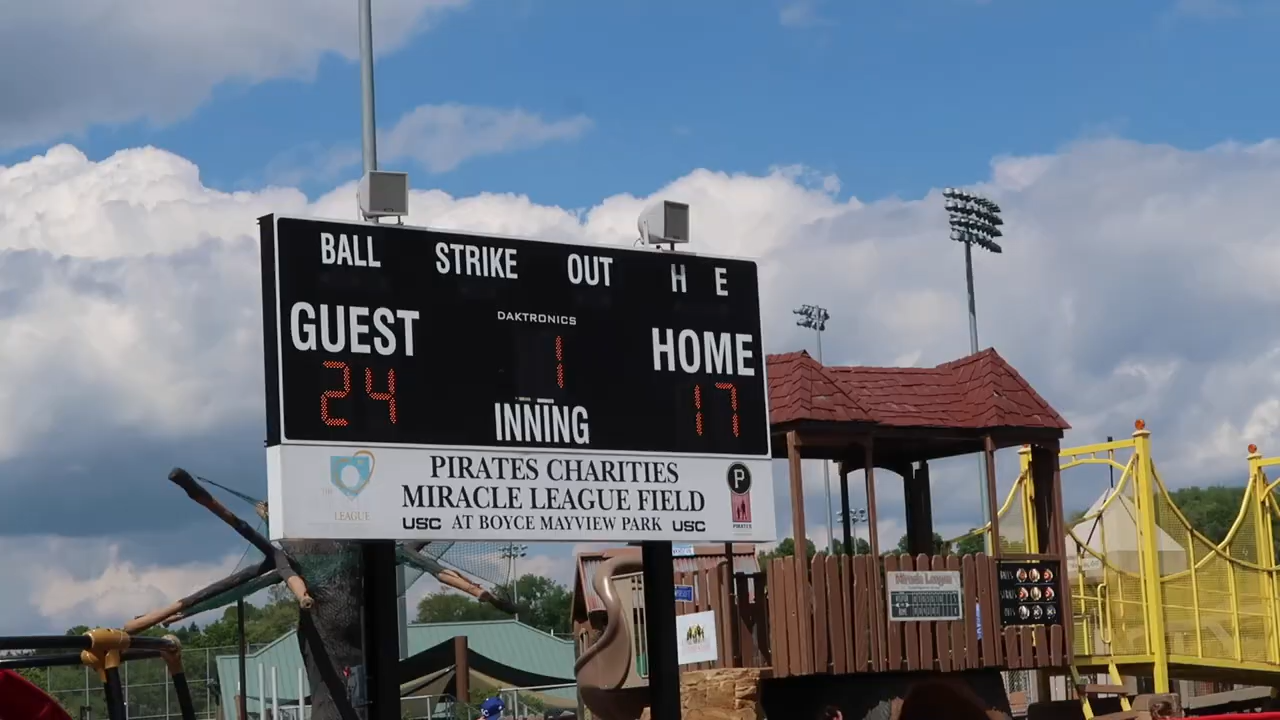 BALL STRIKE OUT H E
DAKTRONICS
GUEST 1 HOME
24 17
INNING
PIRATES CHARITIES
MIRACLE LEAGUE FIELD
USC AT BOYCE MAYVIEW PARK USC
LEAGUE
P
PIRATES
Miracle League